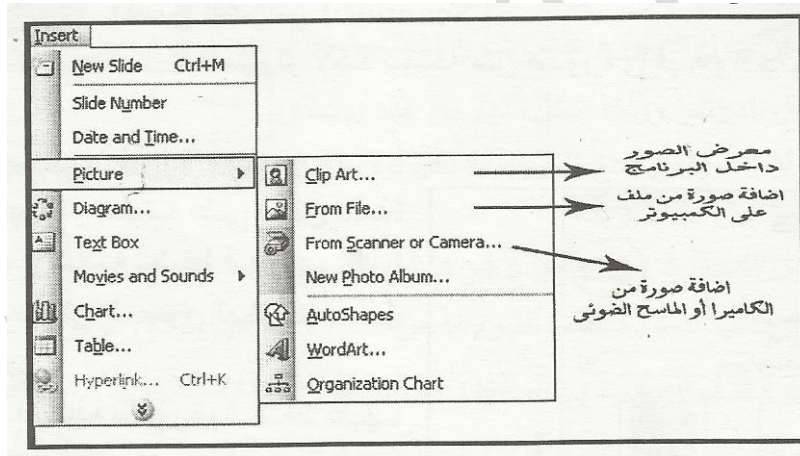 Insert
New Slide Ctrl+M
Slide Number
Date and Time...
Picture
Diagram...
Text Box
Movies and Sounds
Chart...
Table...
Hyperlink... Ctrl+K
Clip Art...
From File...
From Scanner or Camera...
New Photo Album...
AutoShapes
WordArt...
Organization Chart
معرض الصور
داخل البرنامج
اضافة صورة من ملف
على الكمبيوتر
اضافة صورة من
الكاميرا أو الماسح الضوئى